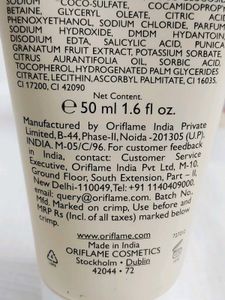 SODIUM COCO-SULFATE, COCAMIDOPROPYL
BETAINE, GLYCERYL OLEATE, CITRIC ACID,
PHENOXYETHANOL, SODIUM CHLORIDE, PARFUM,
SODIUM HYDROXIDE, DMDM HYDANTOIN,
DISODIUM EDTA, SALICYLIC ACID, PUNICA
GRANATUM FRUIT EXTRACT, POTASSIUM SORBATE,
CITRUS AURANTIFOLIA OIL, SORBIC ACID,
TOCOPHEROL, HYDROGENATED PALM GLYCERIDES
CITRATE, LECITHIN, ASCORBYL PALMITATE, CI 16035,
CI 17200, CI 42090
Net Content.
℮ 50 ml 1.6 fl oz.
Manufactured by Oriflame India Private
Limited, B-44, Phase-II, Noida-201305 (U.P.)
INDIA. M-05/C/96. For customer feedback
in India, contact: Customer Service
Executive, Oriflame India Pvt Ltd, M-10,
Ground Floor, South Extension, Part – II,
New Delhi-110049, Tel: +91 1140409000,
email: query@oriflame.com. Batch No.,
Mfd. Marked on crimp, Use before and
MRP Rs (Incl. of all taxes) marked below
crimp.
www.oriflame.com
Made in India
ORIFLAME COSMETICS
Stockholm · Dublin
42044 · 72